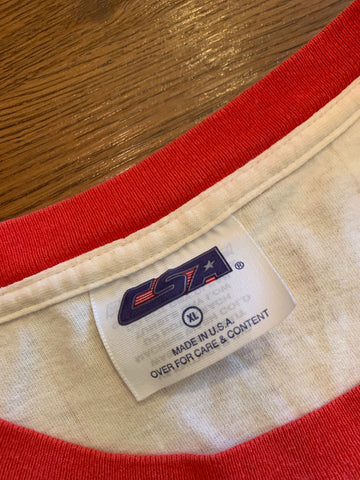 CSA ®
XL
MADE IN U.S.A.
OVER FOR CARE & CONTENT